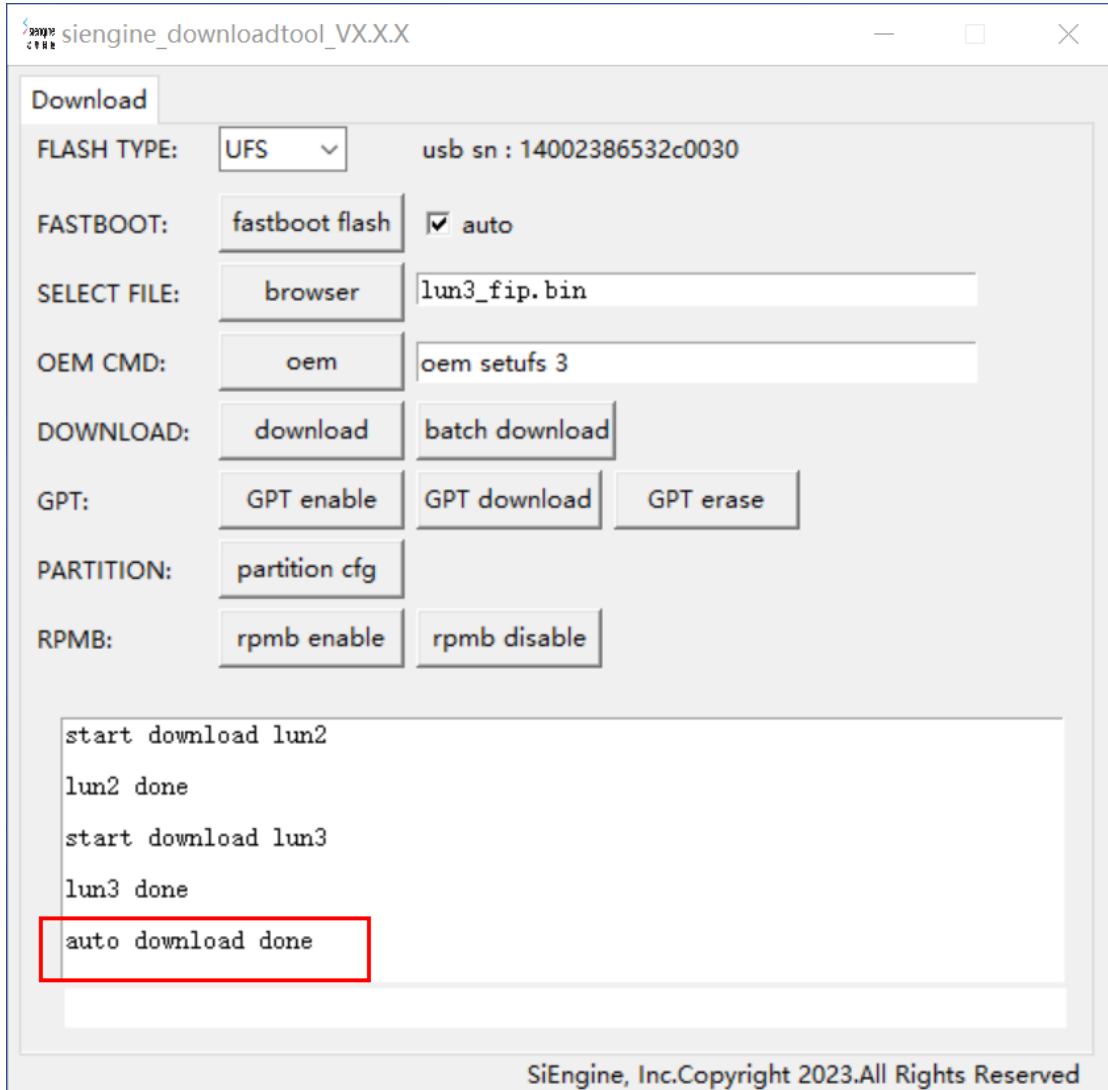 siengine siengine_downloadtool_VX.X.X
Download
FLASH TYPE: UFS usb sn : 14002386532c0030
FASTBOOT: fastboot flash auto
SELECT FILE: browser lun3_fip.bin
OEM CMD: oem oem setufs 3
DOWNLOAD: download batch download
GPT: GPT enable GPT download GPT erase
PARTITION: partition cfg
RPMB: rpmb enable rpmb disable
start download lun2
lun2 done
start download lun3
lun3 done
auto download done
SiEngine, Inc.Copyright 2023.All Rights Reserved